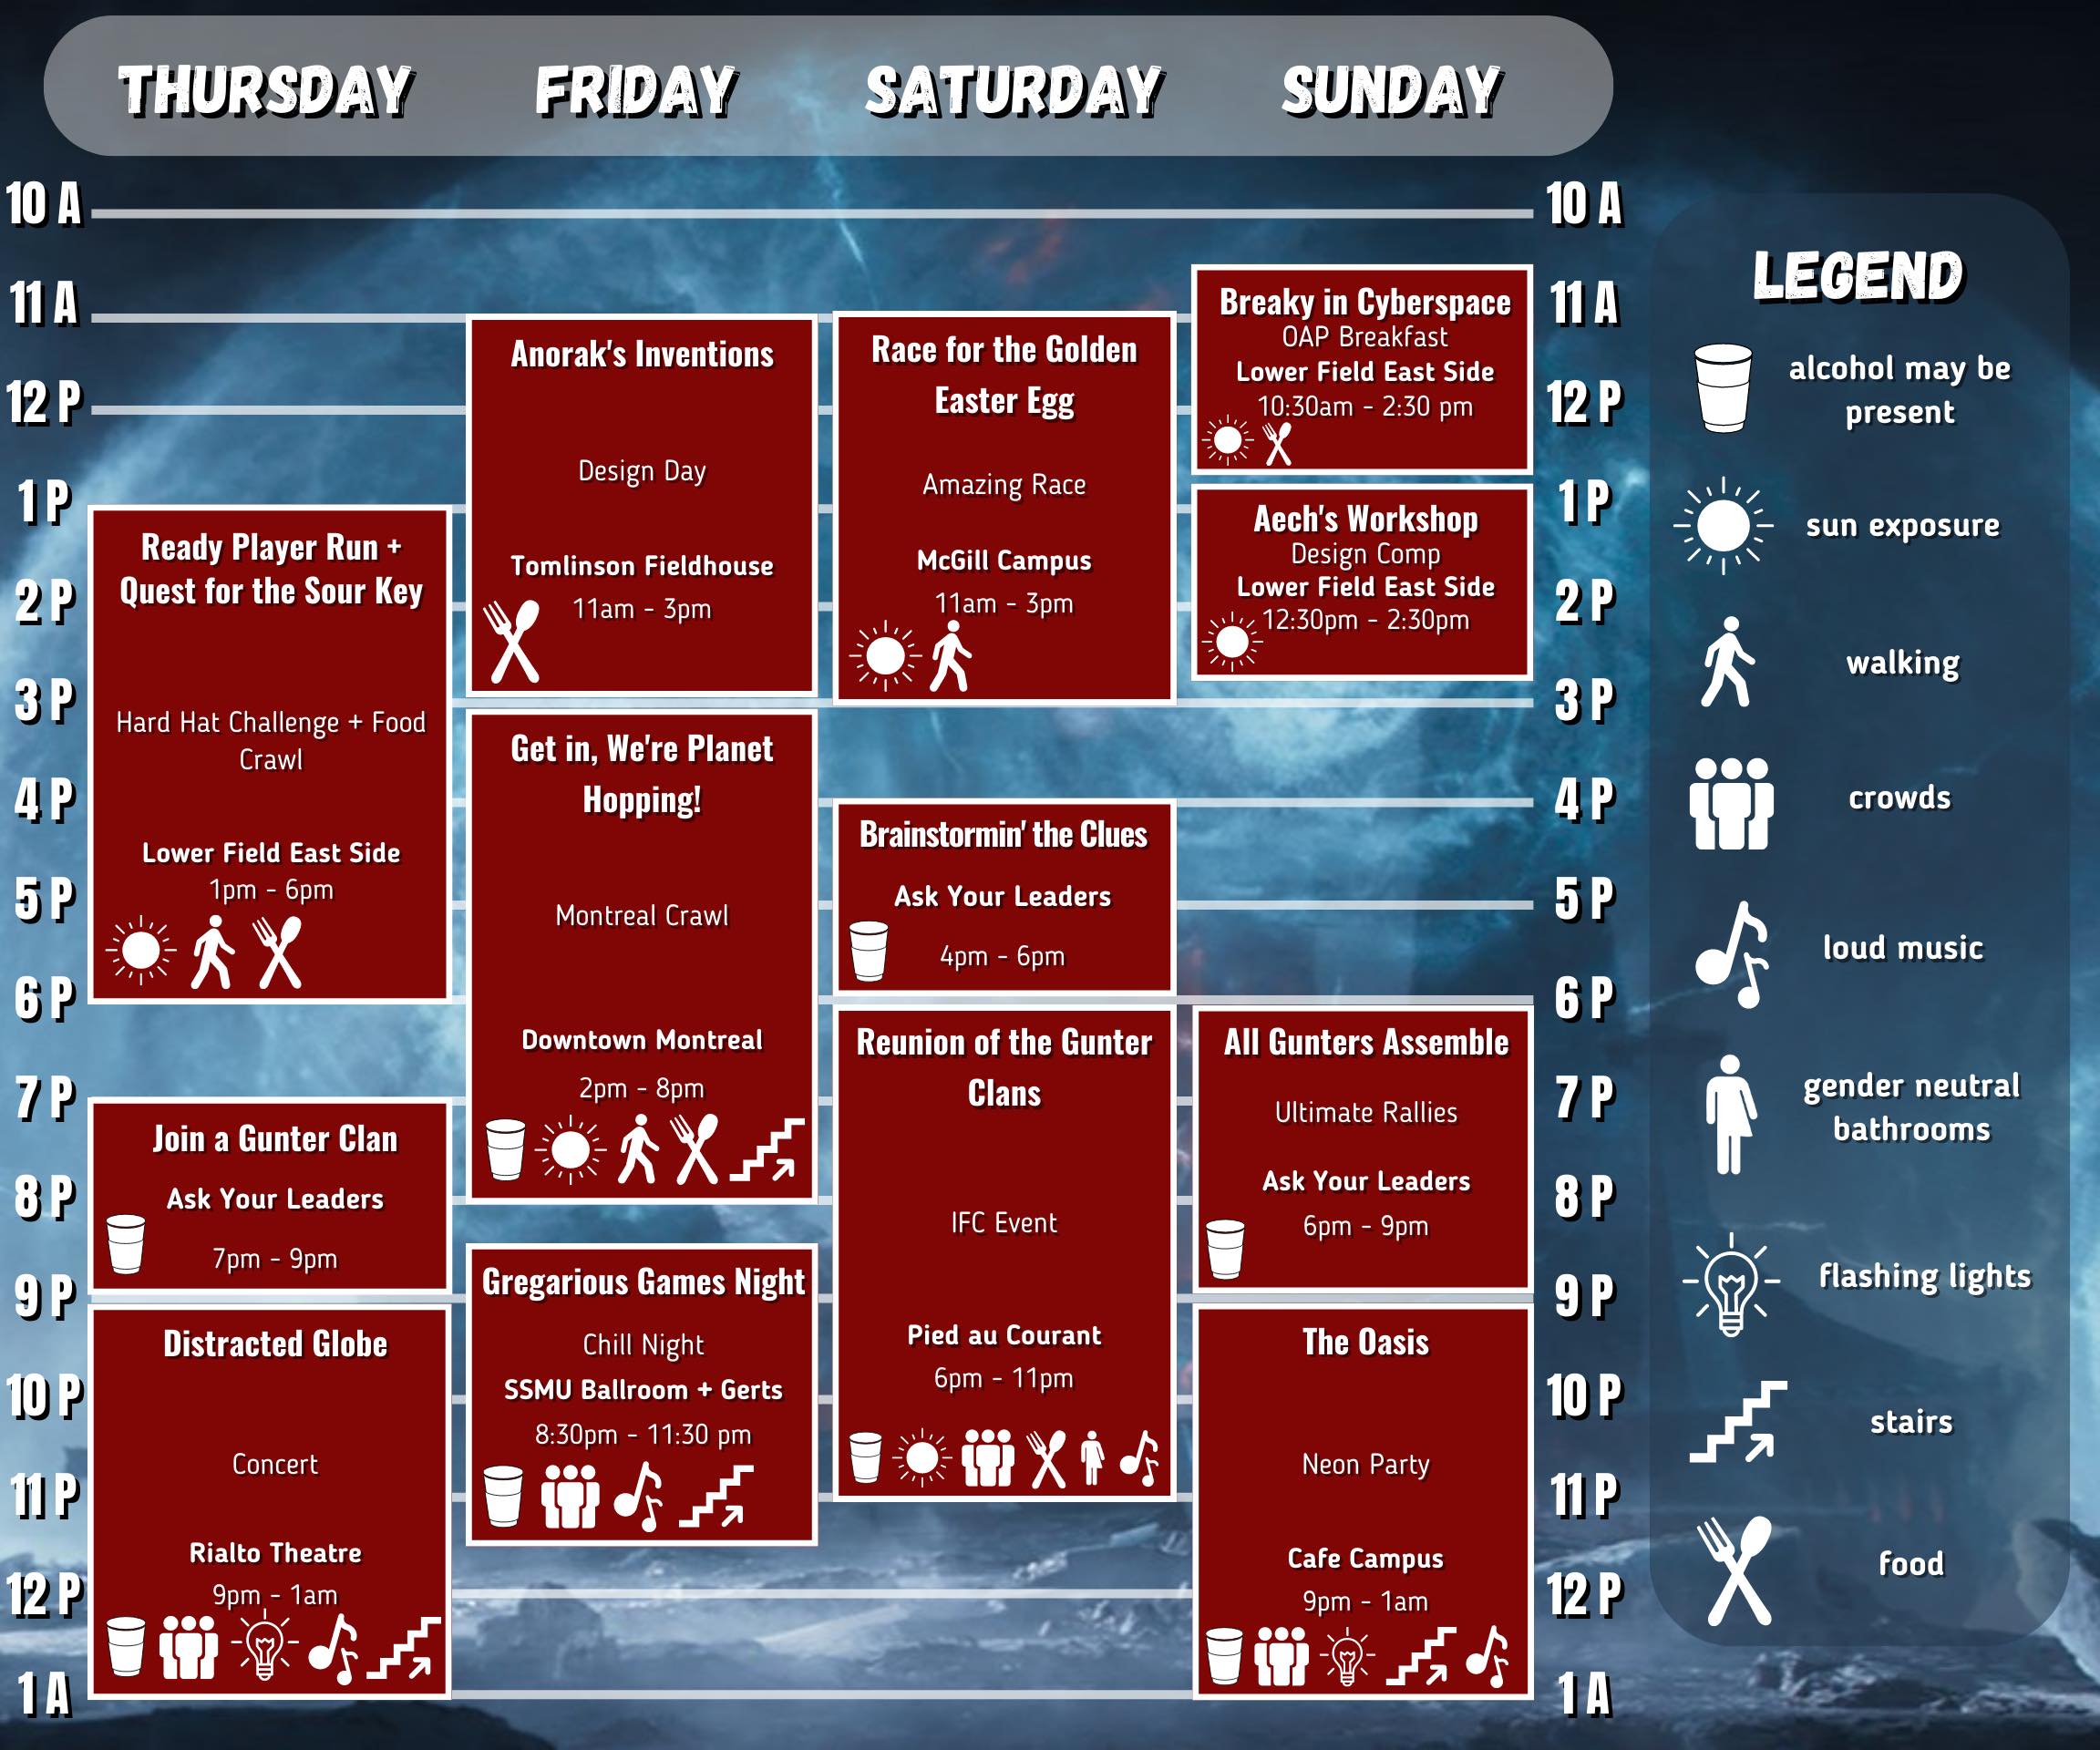 THURSDAY
FRIDAY
SATURDAY
SUNDAY
10 A
11 A
12 P
1 P
2 P
3 P
4 P
5 P
6 P
7 P
8 P
9 P
10 P
11 P
12 P
1 A
Ready Player Run +
Quest for the Sour Key
Hard Hat Challenge + Food
Crawl
Lower Field East Side
1pm - 6pm
Join a Gunter Clan
Ask Your Leaders
7pm - 9pm
Distracted Globe
Concert
Rialto Theatre
9pm - 1am
Anorak's Inventions
Design Day
Tomlinson Fieldhouse
11am - 3pm
Get in, We're Planet
Hopping!
Montreal Crawl
Downtown Montreal
2pm - 8pm
Gregarious Games Night
Chill Night
SSMU Ballroom + Gerts
8:30pm - 11:30 pm
Race for the Golden
Easter Egg
Amazing Race
McGill Campus
11am - 3pm
Brainstormin' the Clues
Ask Your Leaders
4pm - 6pm
Reunion of the Gunter
Clans
IFC Event
Pied au Courant
6pm - 11pm
Breaky in Cyberspace
OAP Breakfast
Lower Field East Side
10:30am - 2:30 pm
Aech's Workshop
Design Comp
Lower Field East Side
12:30pm - 2:30pm
All Gunters Assemble
Ultimate Rallies
Ask Your Leaders
6pm - 9pm
The Oasis
Neon Party
Cafe Campus
9pm - 1am
10 A
11 A
12 P
1 P
2 P
3 P
4 P
5 P
6 P
7 P
8 P
9 P
10 P
11 P
12 P
1 A
LEGEND
alcohol may be
present
sun exposure
walking
crowds
loud music
gender neutral
bathrooms
flashing lights
stairs
food